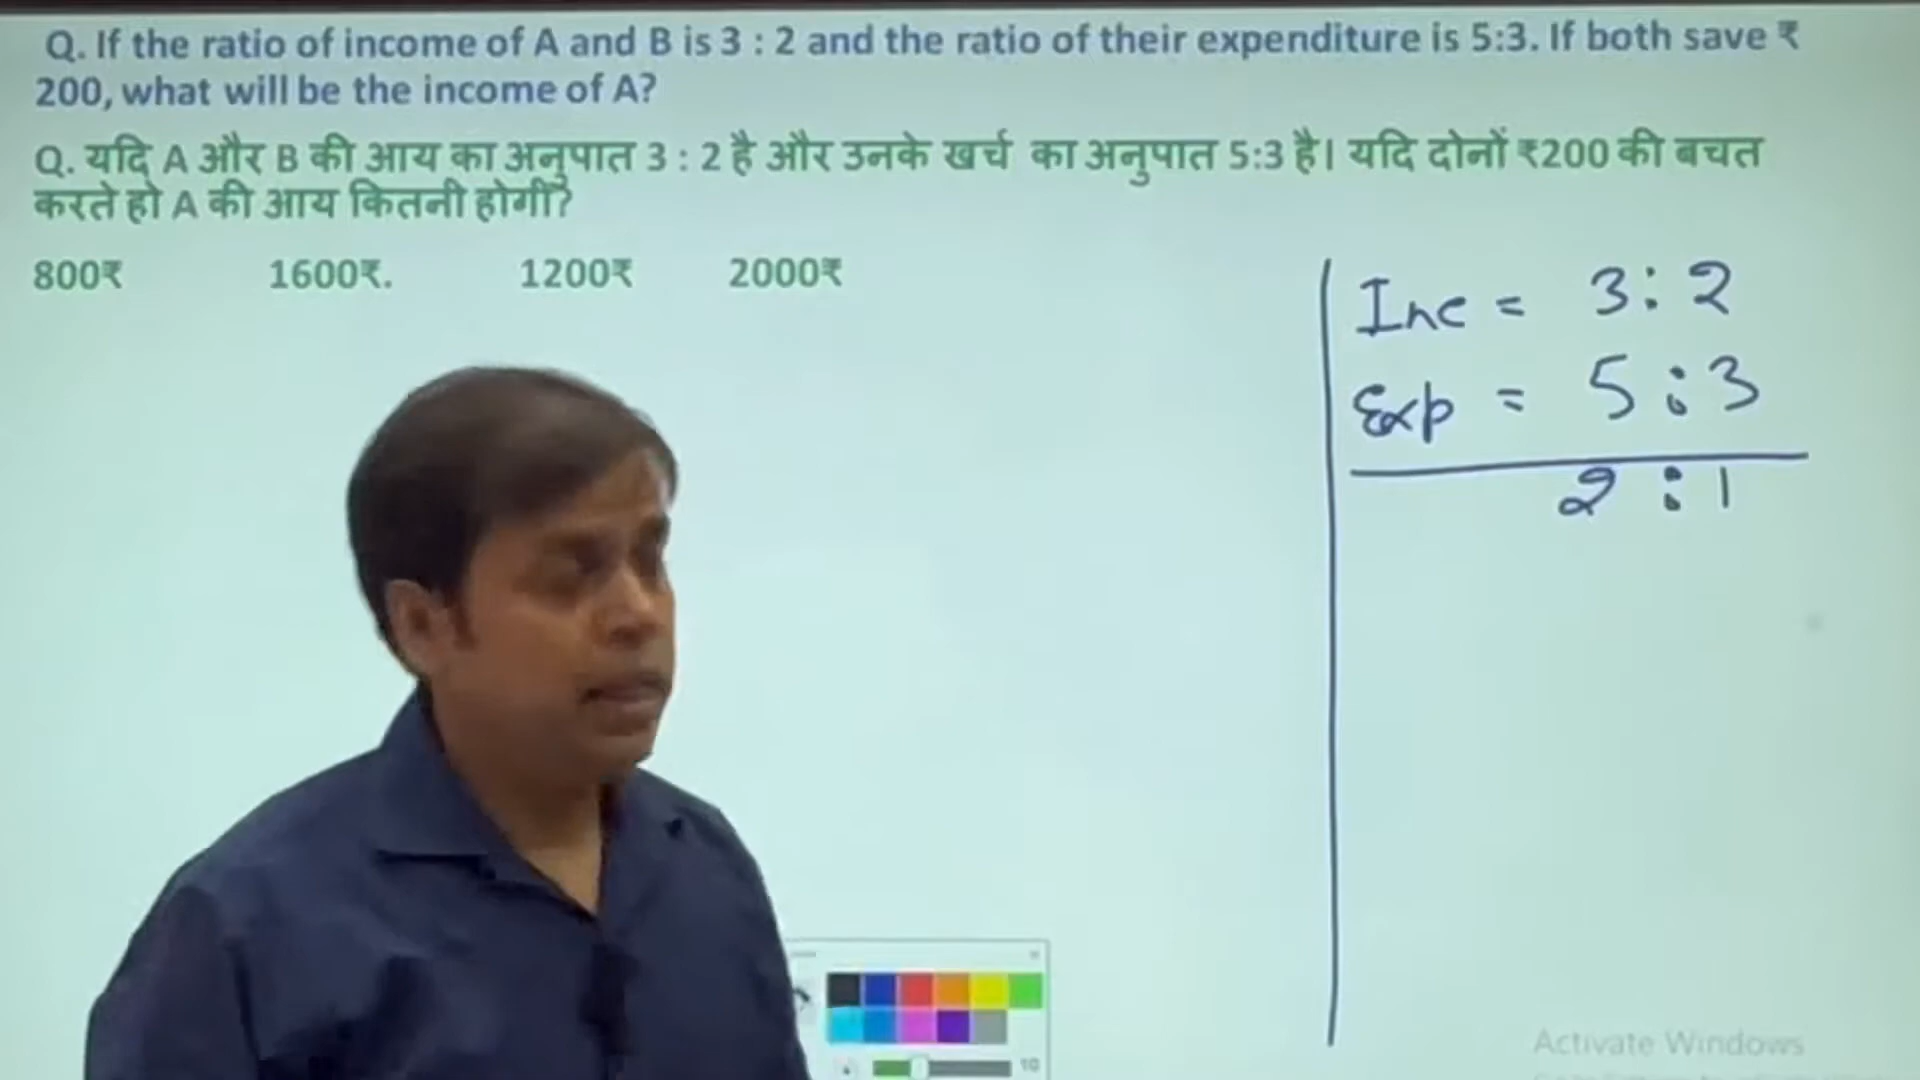 Q. If the ratio of income of A and B is 3 : 2 and the ratio of their expenditure is 5:3. If both save ₹
200, what will be the income of A?
Q. यदि A और B की आय का अनुपात 3 : 2 है और उनके खर्च का अनुपात 5:3 है। यदि दोनों ₹200 की बचत
करते हो A की आय कितनी होगी?
800₹ 1600₹. 1200₹ 2000₹
Inc = 3:2
Exp = 5:3
2:1
10
Activate Windows